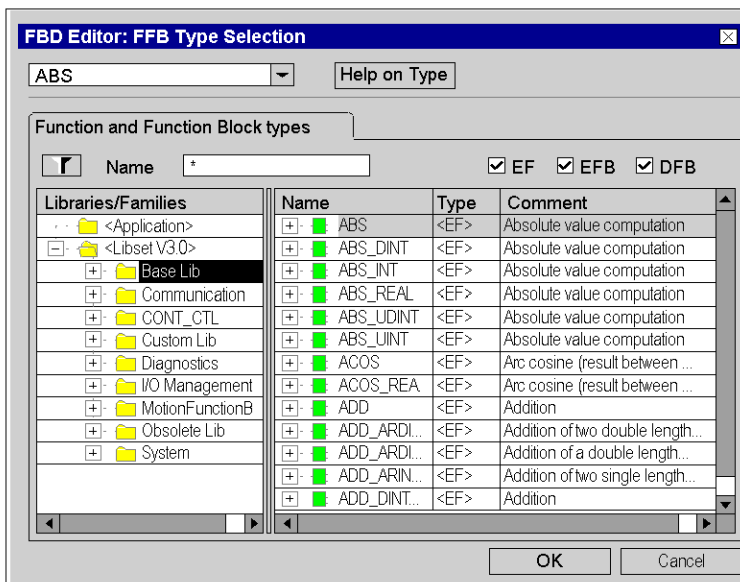 FBD Editor: FFB Type Selection
ABS Help on Type
Function and Function Block types
Name * EF EFB DFB
Libraries/Families Name Type Comment
<Application> ABS <EF> Absolute value computation
<Libset V3.0> ABS_DINT <EF> Absolute value computation
Base Lib ABS_INT <EF> Absolute value computation
Communication ABS_REAL <EF> Absolute value computation
CONT_CTL ABS_UDINT <EF> Absolute value computation
Custom Lib ABS_UINT <EF> Absolute value computation
Diagnostics ACOS <EF> Arc cosine (result between ...
I/O Management ACOS_REA <EF> Arc cosine (result between ...
MotionFunctionB ADD <EF> Addition
Obsolete Lib ADD_ARDI... <EF> Addition of two double length...
System ADD_ARDI... <EF> Addition of a double length...
ADD_ARIN... <EF> Addition of two single length...
ADD_DINT... <EF> Addition
OK Cancel